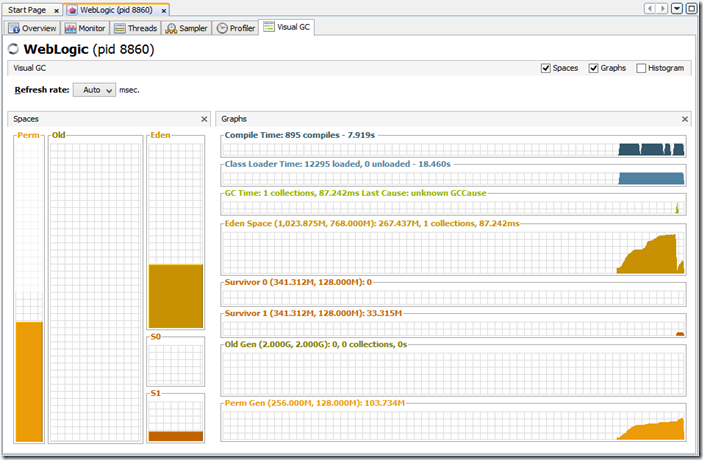 Start Page
WebLogic (pid 8860)
Overview
Monitor
Threads
Sampler
Profiler
Visual GC
WebLogic (pid 8860)
Visual GC
Spaces
Graphs
Histogram
Refresh rate: Auto msec.
Spaces
Perm
Old
Eden
S0
S1
Graphs
Compile Time: 895 compiles - 7.919s
Class Loader Time: 12295 loaded, 0 unloaded - 18.460s
GC Time: 1 collections, 87.242ms Last Cause: unknown GCCause
Eden Space (1,023.875M, 768.000M): 267.437M, 1 collections, 87.242ms
Survivor 0 (341.312M, 128.000M): 0
Survivor 1 (341.312M, 128.000M): 33.315M
Old Gen (2.000G, 2.000G): 0, 0 collections, 0s
Perm Gen (256.000M, 128.000M): 103.734M